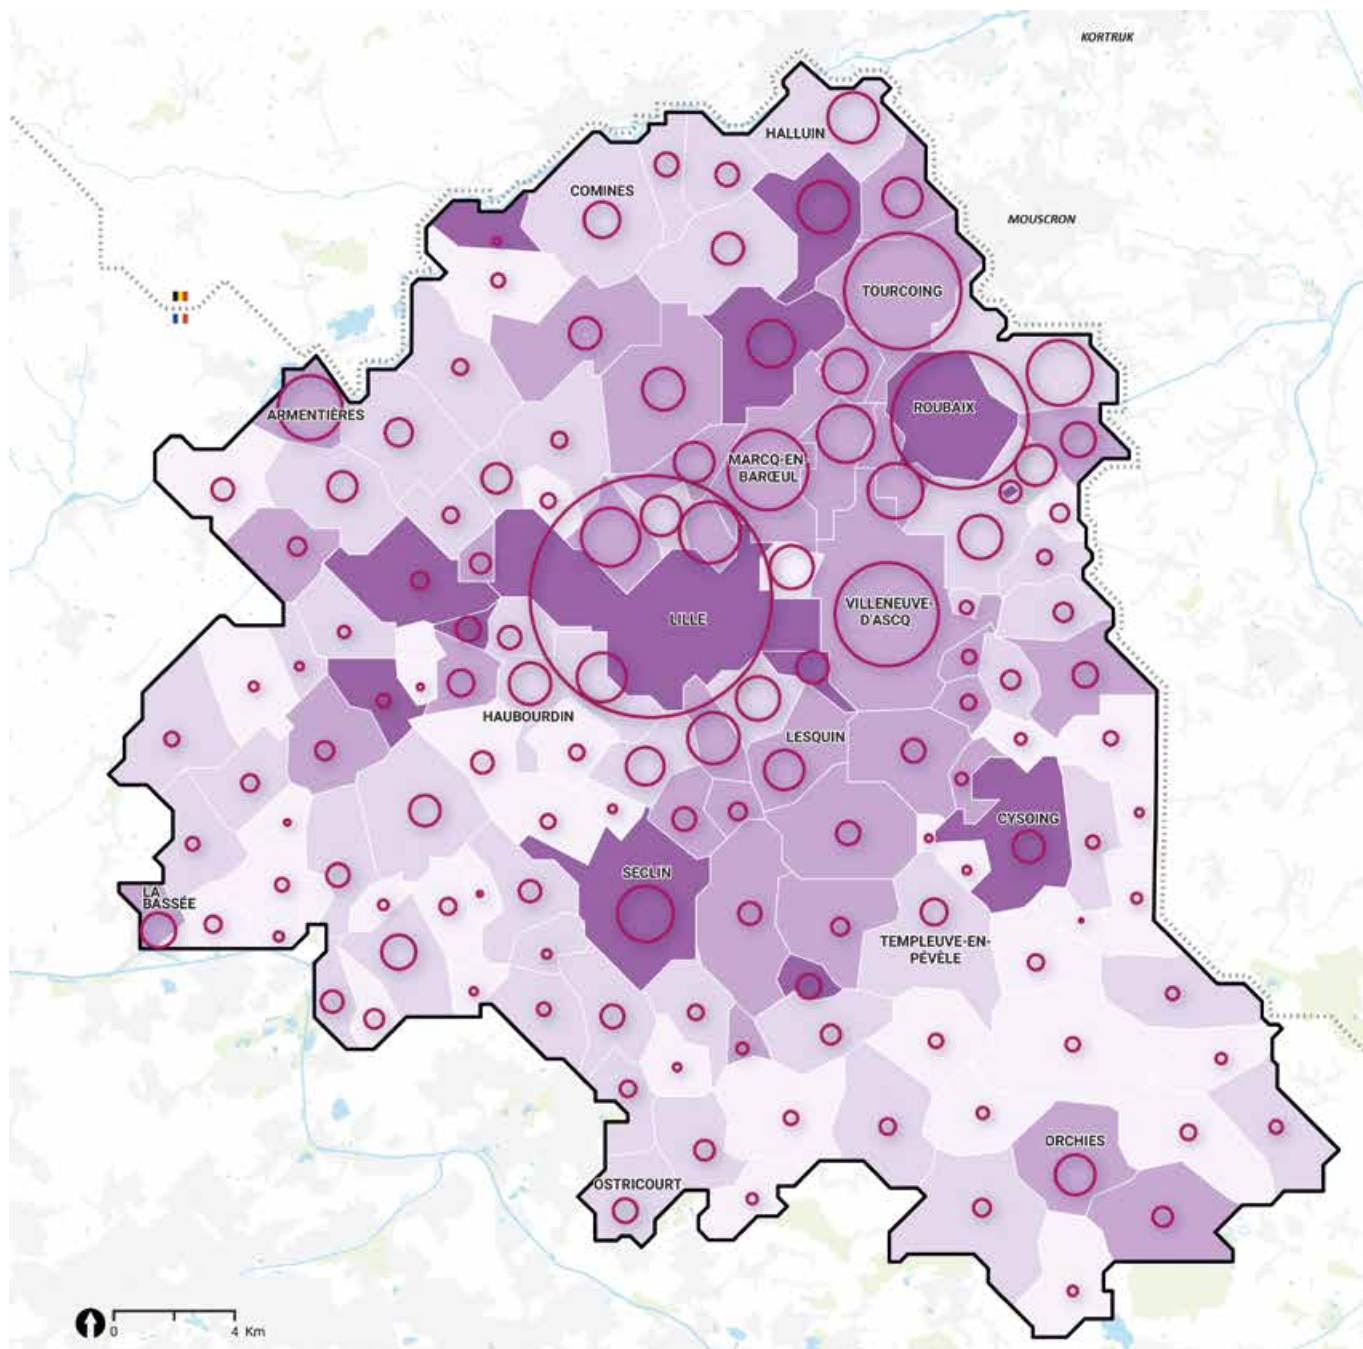 KORTRIJK
HALLUIN
COMINES
MOUSCRON
TOURCOING
ARMENTIÈRES
ROUBAIX
MARCQ-EN
BARŒUL
LILLE
VILLENEUVE-
D'ASCQ
HAUBOURDIN
LESQUIN
CYSOING
SECLIN
LA
BASSÉE
TEMPLEUVE-EN-
PÉVÈLE
ORCHIES
OSTRICOURT
0
4 Km